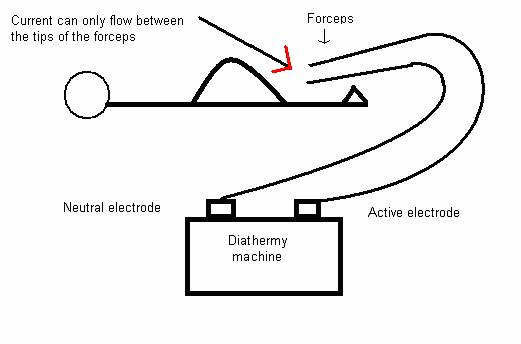 Current can only flow between
the tips of the forceps
Forceps
Neutral electrode
Active electrode
Diathermy
machine